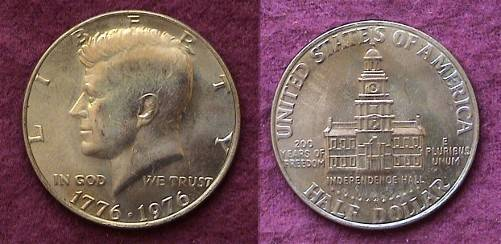 LIBERTY
IN GOD WE TRUST
1776 · 1976
UNITED STATES OF AMERICA
200
YEARS OF
FREEDOM
E
PLURIBUS
UNUM
INDEPENDENCE HALL
HALF DOLLAR